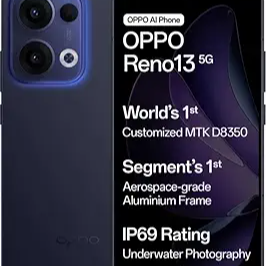 OPPO AI Phone
OPPO
Reno13 5G
World's 1st
Customized MTK D8350
Segment's 1st
Aerospace-grade
Aluminium Frame
IP69 Rating
Underwater Photography
oppo